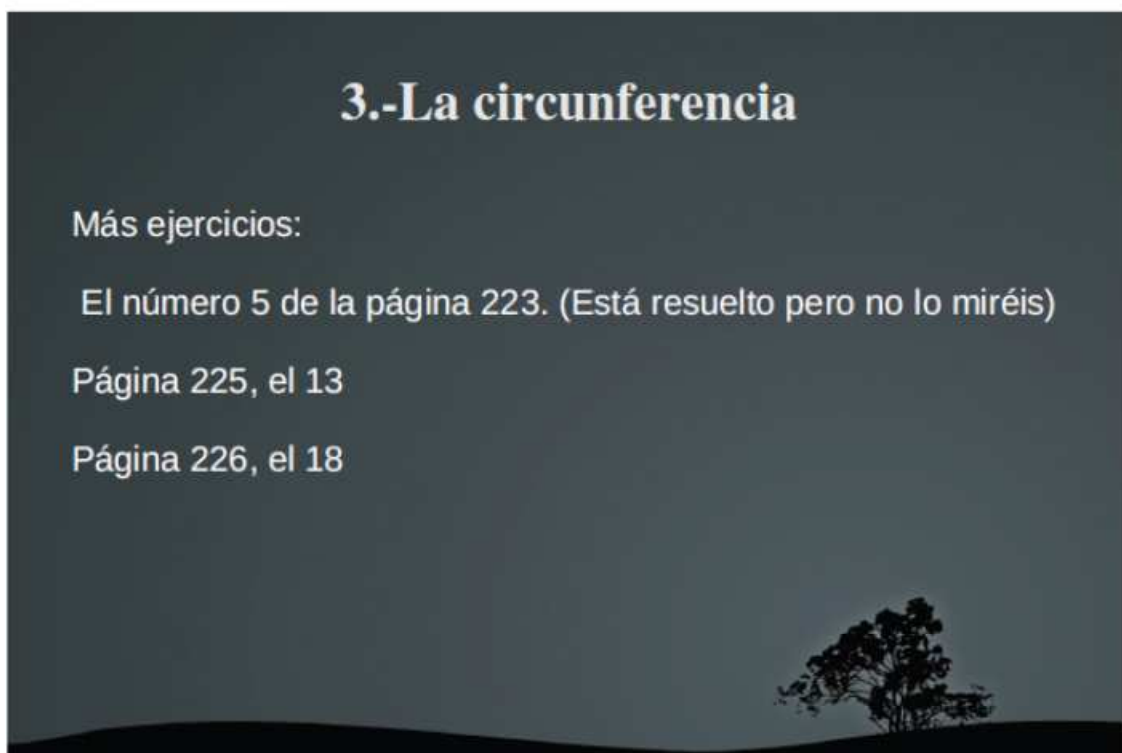 3.-La circunferencia
Más ejercicios:
El número 5 de la página 223. (Está resuelto pero no lo miréis)
Página 225, el 13
Página 226, el 18